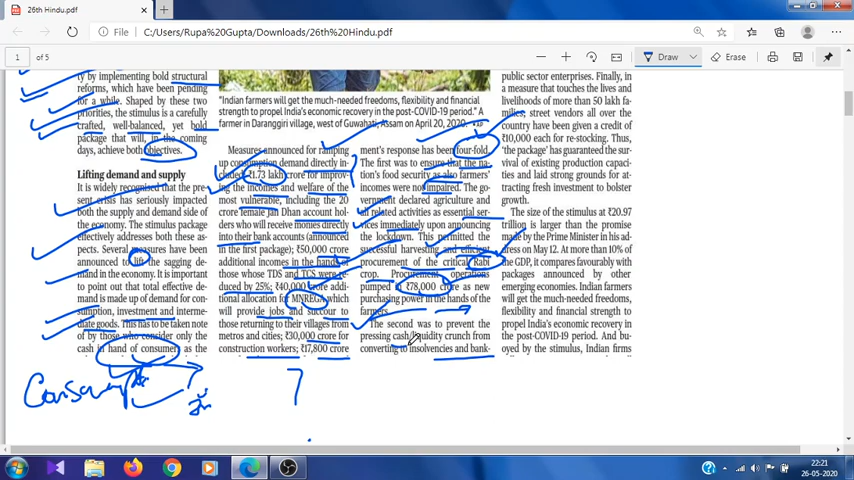 26th Hindu.pdf
File
C:/Users/Rupa%20Gupta/Downloads/26th%20Hindu.pdf
1
of 5
Draw
Erase
ty by implementing bold structural
reforms, which have been pending
for a while. Shaped by these two
priorities, the stimulus is a carefully
crafted, well-balanced, yet bold
package that will, in the coming
days, achieve both objectives.
Lifting demand and supply
It is widely recognised that the pre-
sent crisis has seriously impacted
both the supply and demand side of
the economy. The stimulus package
effectively addresses both these as-
pects. Several measures have been
announced to lift the sagging de-
mand in the economy. It is important
to point out that total effective de-
mand is made up of demand for con-
sumption, investment and interme-
diate goods. This has to be taken note
of by those who consider only the
cash in hand of consumers as the
"Indian farmers will get the much-needed freedoms, flexibility and financial
strength to propel India's economic recovery in the post-COVID-19 period." A
farmer in Daranggiri village, west of Guwahati, Assam on April 20, 2020.
Measures announced for ramping
up consumption demand directly in-
cluded ₹1.73 lakh crore for improv-
ing the incomes and welfare of the
most vulnerable, including the 20
crore female Jan Dhan account hol-
ders who will receive monies directly
into their bank accounts (announced
in the first package); ₹50,000 crore
additional incomes in the hands of
those whose TDS and TCS were re-
duced by 25%; ₹40,000 crore addi-
tional allocation for MNREGA which
will provide jobs and succour to
those returning to their villages from
metros and cities; ₹30,000 crore for
construction workers; ₹17,800 crore
ment's response has been four-fold.
The first was to ensure that the na-
tion's food security as also farmers'
incomes were not impaired. The go-
vernment declared agriculture and
all related activities as essential ser-
vices immediately upon announcing
the lockdown. This permitted the
successful harvesting and efficient
procurement of the critical Rabi
crop. Procurement operations
pumped in ₹78,000 crore as new
purchasing power in the hands of the
farmers.
The second was to prevent the
pressing cash/liquidity crunch from
converting to insolvencies and bank-
public sector enterprises. Finally, in
a measure that touches the lives and
livelihoods of more than 50 lakh fa-
milies, street vendors all over the
country have been given a credit of
₹10,000 each for re-stocking. Thus,
'the package' has guaranteed the sur-
vival of existing production capaci-
ties and laid strong grounds for at-
tracting fresh investment to bolster
growth.
The size of the stimulus at ₹20.97
trillion is larger than the promise
made by the Prime Minister in his ad-
dress on May 12. At more than 10% of
the GDP, it compares favourably with
packages announced by other
emerging economies. Indian farmers
will get the much-needed freedoms,
flexibility and financial strength to
propel India's economic recovery in
the post-COVID-19 period. And bu-
oyed by the stimulus, Indian firms
22:21
26-05-2020